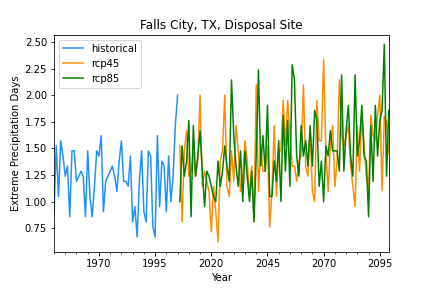 Falls City, TX, Disposal Site
historical
rcp45
rcp85
Extreme Precipitation Days
2.50
2.25
2.00
1.75
1.50
1.25
1.00
0.75
1970 1995 2020 2045 2070 2095
Year